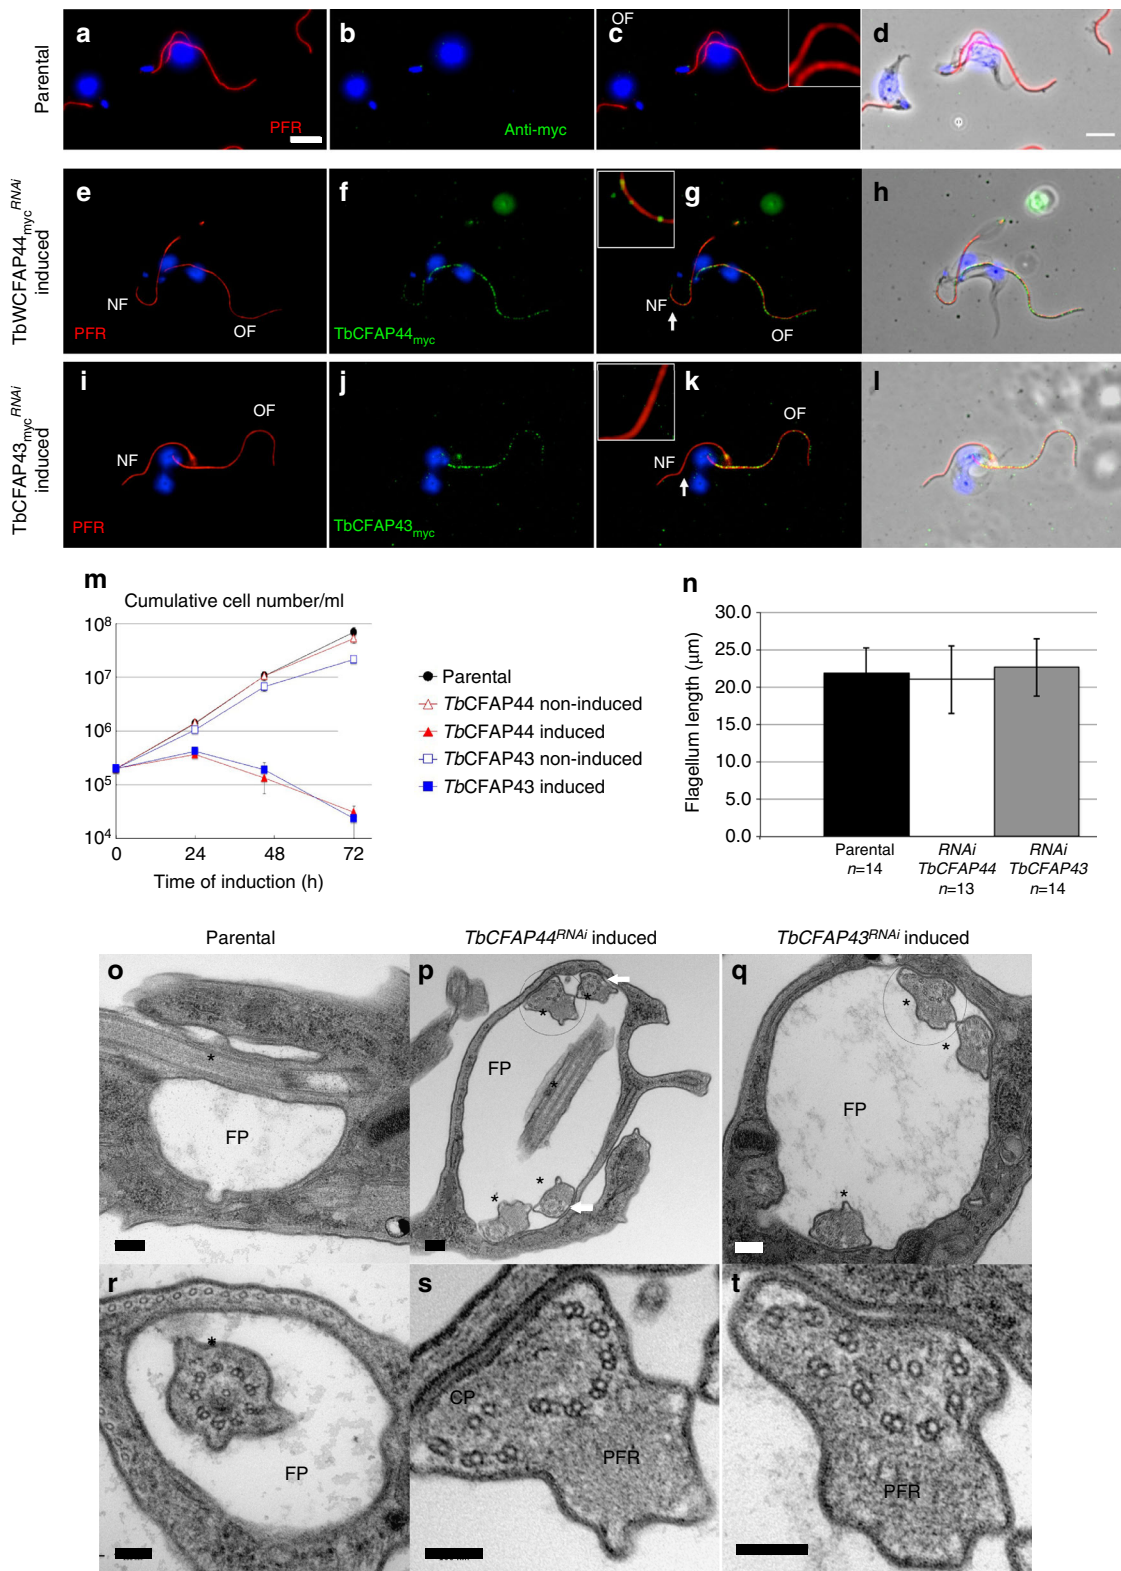 Parental
a
PFR
b
Anti-myc
OF
c
d
TbWCFAP44myc RNAi
induced
e
NF
OF
PFR
f
TbCFAP44myc
g
NF
OF
h
TbCFAP43myc RNAi
induced
i
OF
NF
PFR
j
TbCFAP43myc
k
OF
NF
l
m
Cumulative cell number/ml
10^8
10^7
10^6
10^5
10^4
0 24 48 72
Time of induction (h)
Parental
TbCFAP44 non-induced
TbCFAP44 induced
TbCFAP43 non-induced
TbCFAP43 induced
n
Flagellum length (μm)
30.0
25.0
20.0
15.0
10.0
5.0
0.0
Parental
n=14
RNAi
TbCFAP44
n=13
RNAi
TbCFAP43
n=14
Parental
TbCFAP44^RNAi induced
TbCFAP43^RNAi induced
o
*
FP
p
*
*
FP
*
*
*
q
*
*
FP
*
r
*
FP
s
CP
PFR
t
PFR